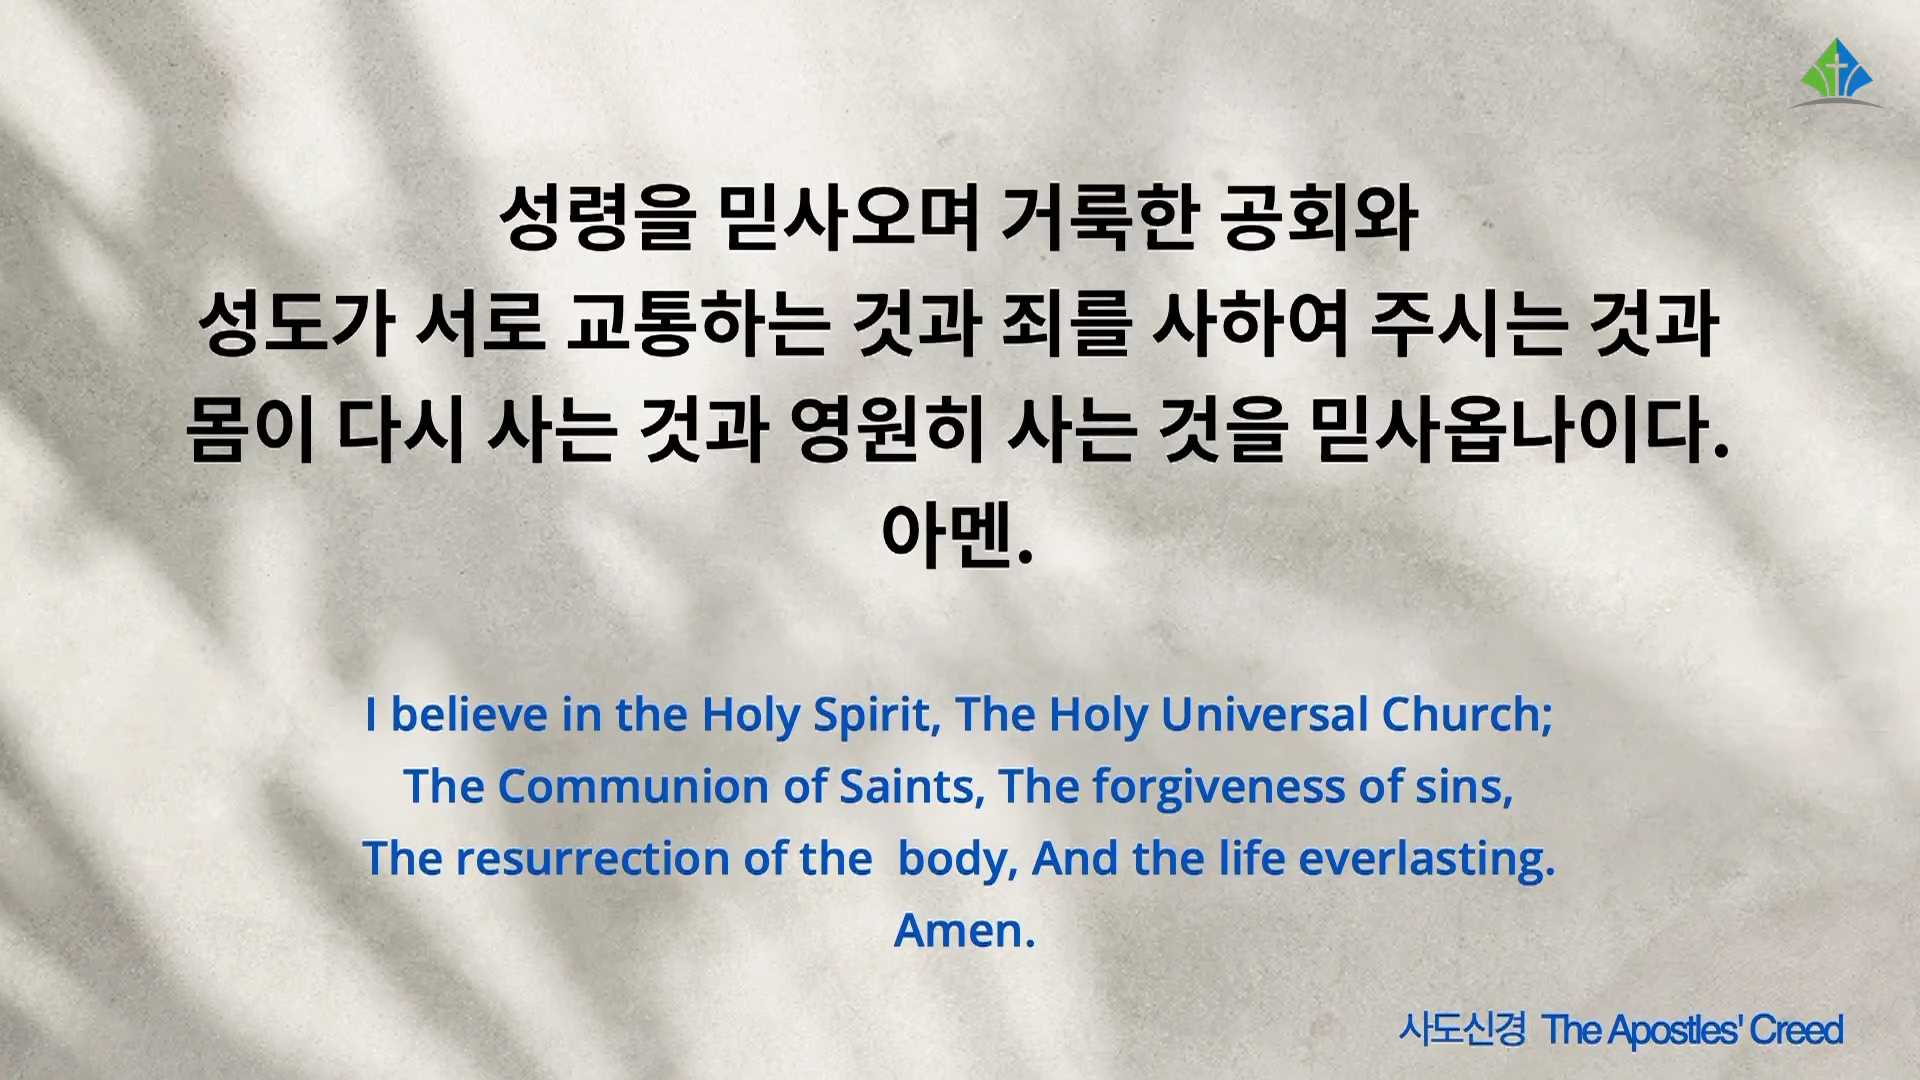 성령을 믿사오며 거룩한 공회와
성도가 서로 교통하는 것과 죄를 사하여 주시는 것과
몸이 다시 사는 것과 영원히 사는 것을 믿사옵나이다.
아멘.
I believe in the Holy Spirit, The Holy Universal Church;
The Communion of Saints, The forgiveness of sins,
The resurrection of the  body, And the life everlasting.
Amen.
사도신경 The Apostles' Creed